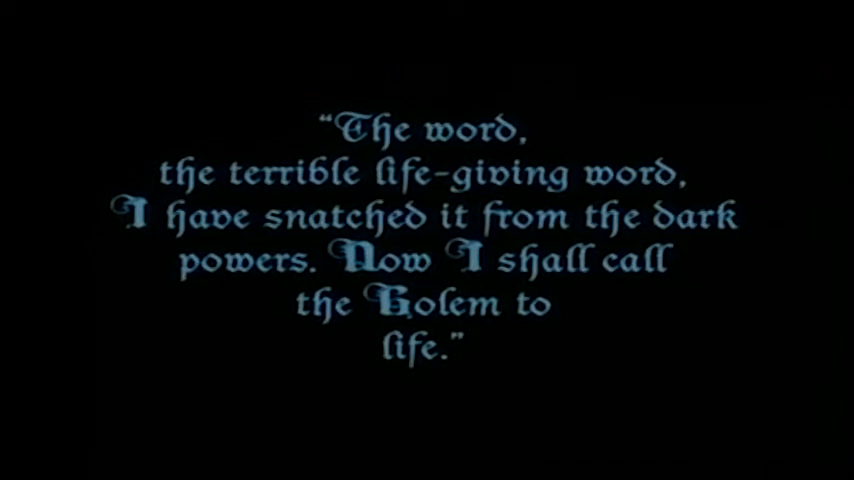 “The word,
the terrible life-giving word,
I have snatched it from the dark
powers. Now I shall call
the Golem to
life.”